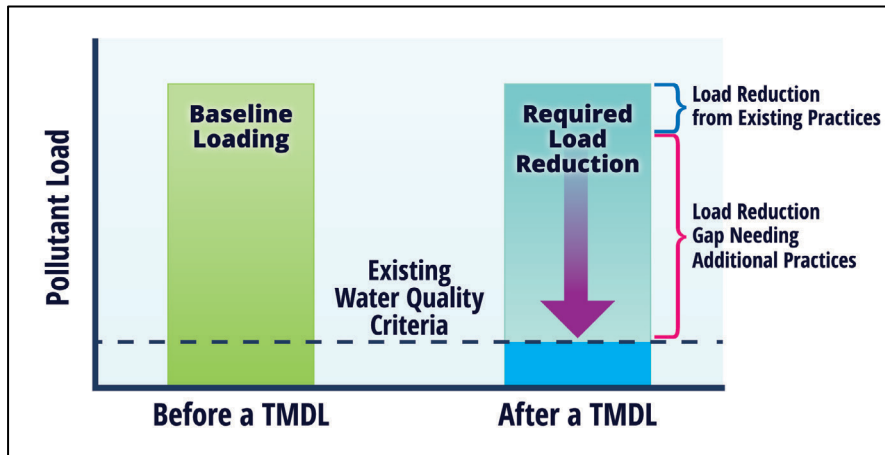 Pollutant Load
Baseline
Loading
Existing
Water Quality
Criteria
Required
Load
Reduction
Load Reduction
from Existing Practices
Load Reduction
Gap Needing
Additional Practices
Before a TMDL
After a TMDL